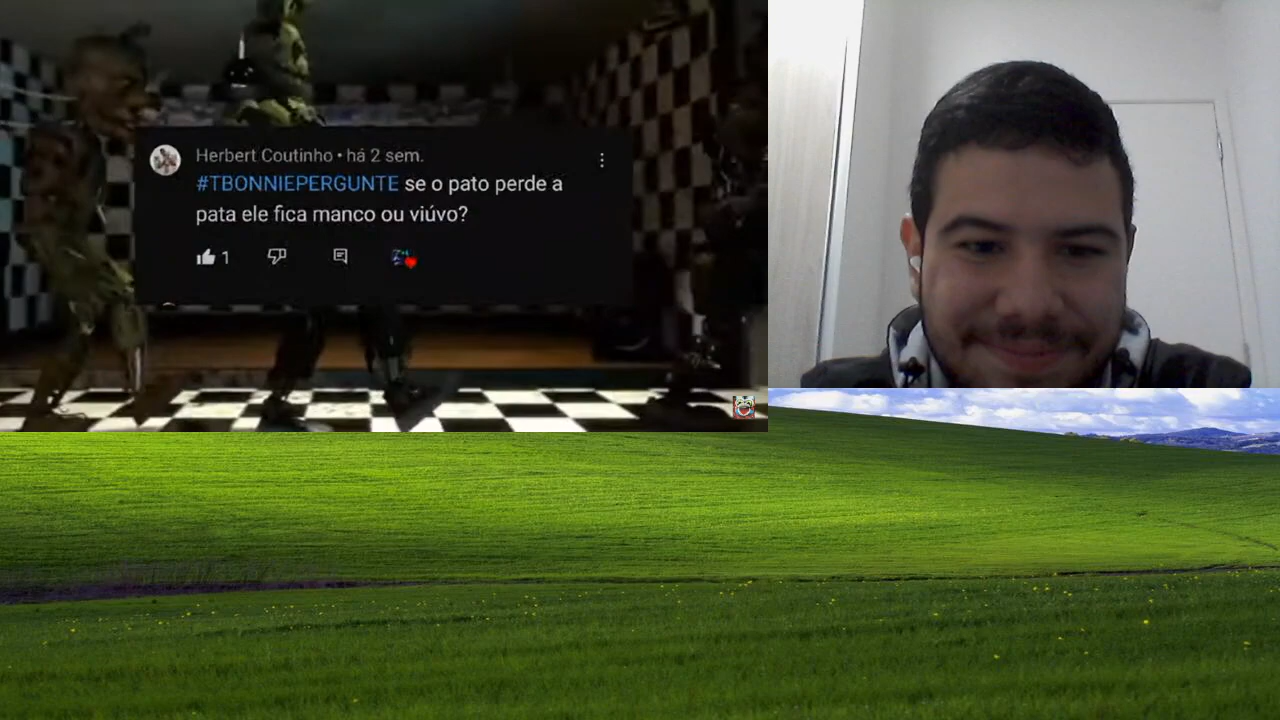 Herbert Coutinho • há 2 sem.
#TBONNIEPERGUNTE se o pato perde a
pata ele fica manco ou viúvo?
1